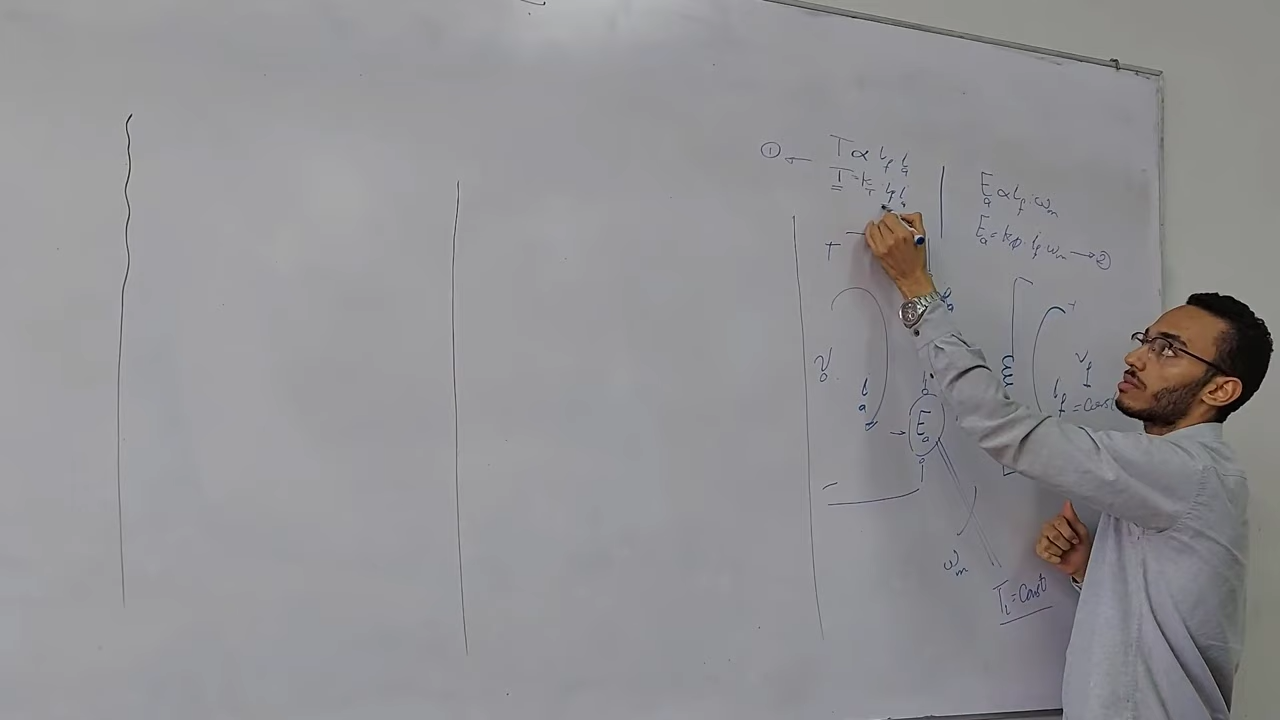 ① T ∝ i_f i_a
T = k_T i_f i_a
E_a ∝ i_f · ω_m
E_a = k_φ · i_f ω_m → ②
+
+
v_o
i_a
E_a
v_f
i_f = Const
−
ω_m
T_L = Const